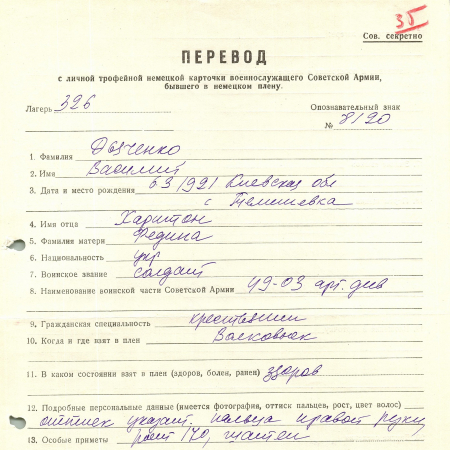 35
Сов. секретно
ПЕРЕВОД
с личной трофейной немецкой карточки военнослужащего Советской Армии,
бывшего в немецком плену.
Лагерь 326 Опознавательный знак
№ 8120
1. Фамилия
2. Имя Василий
3. Дата и место рождения 63/921 Киевская обл
с
4. Имя отца Харитон
5. Фамилия матери Федина
6. Национальность укр
7. Воинское звание солдат
8. Наименование воинской части Советской Армии 49-03 арт. див
9. Гражданская специальность крестьянин
10. Когда и где взят в плен
11. В каком состоянии взят в плен (здоров, болен, ранен) здоров
12. Подробные персональные данные (имеется фотография, оттиск пальцев, рост, цвет волос)
оттиск указат. пальца правой руки
13. Особые приметы рост 170,